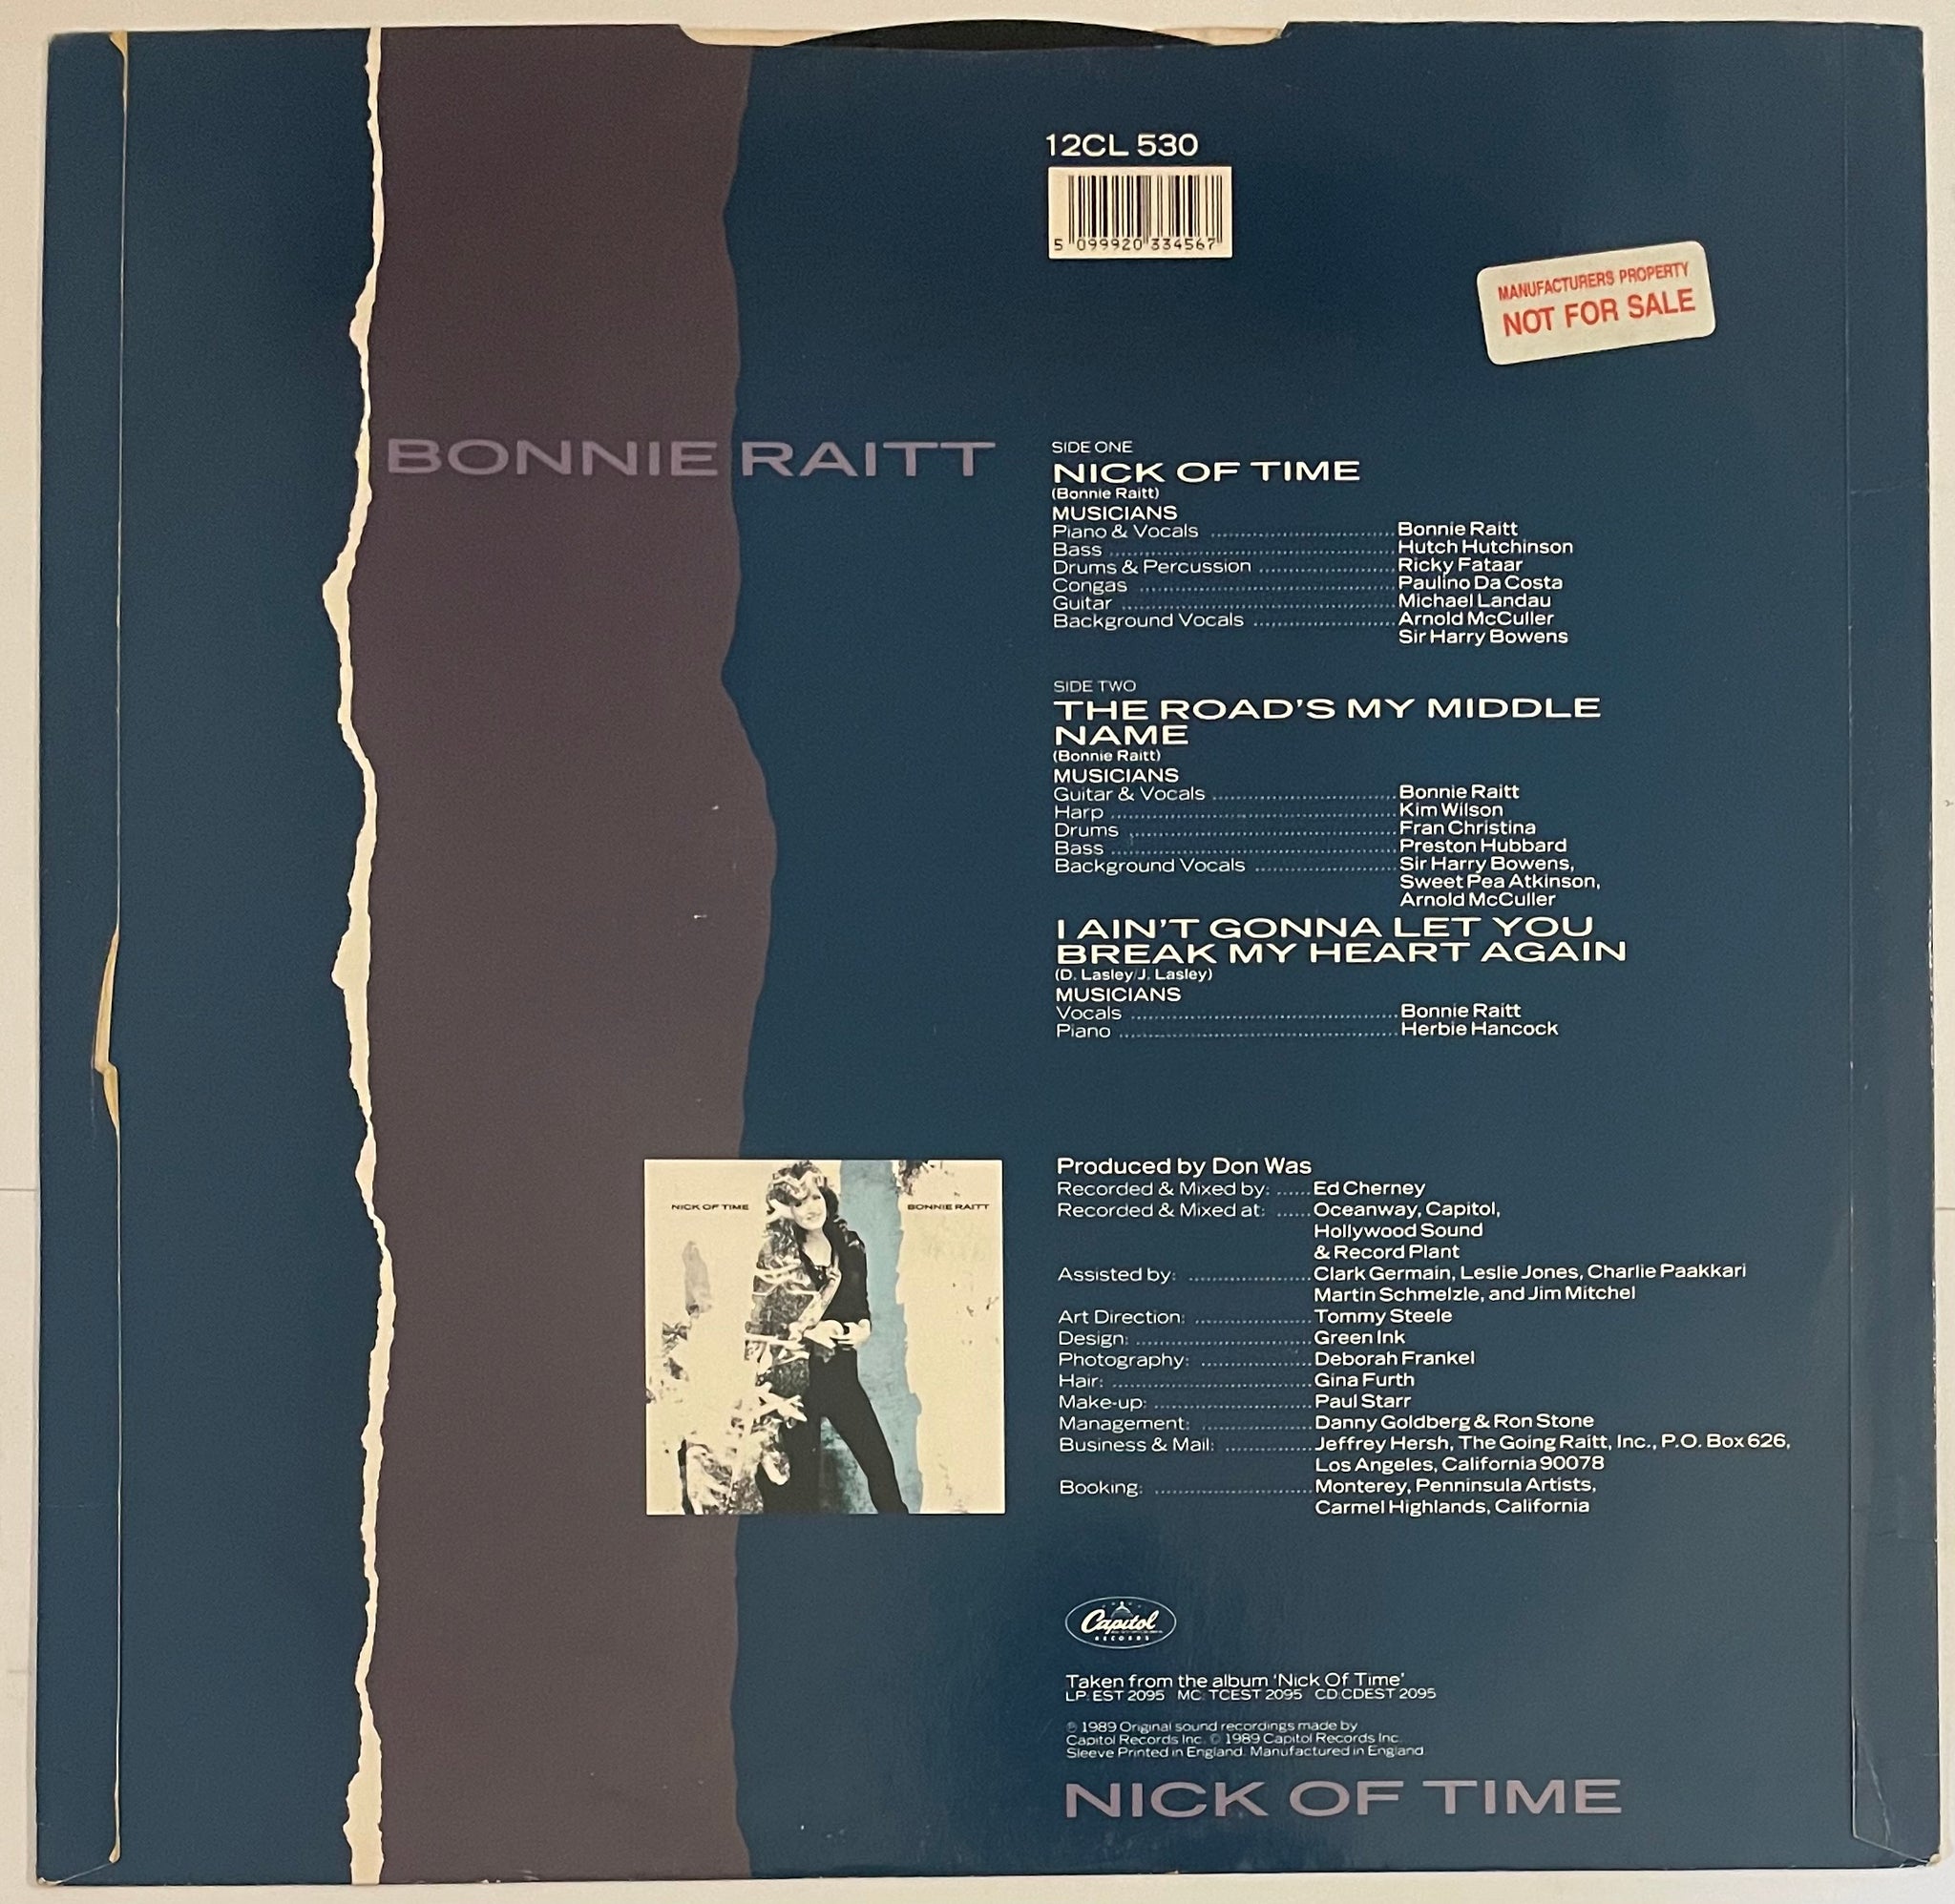 12CL 530
5 099920 334567
MANUFACTURERS PROPERTY
NOT FOR SALE
BONNIE RAITT
SIDE ONE
NICK OF TIME
(Bonnie Raitt)
MUSICIANS
Piano & Vocals ............................... Bonnie Raitt
Bass ............................... Hutch Hutchinson
Drums & Percussion ............................... Ricky Fataar
Congas ............................... Paulino Da Costa
Guitar ............................... Michael Landau
Background Vocals ............................... Arnold McCuller
Sir Harry Bowens
SIDE TWO
THE ROAD'S MY MIDDLE
NAME
(Bonnie Raitt)
MUSICIANS
Guitar & Vocals ............................... Bonnie Raitt
Harp ............................... Kim Wilson
Drums ............................... Fran Christina
Bass ............................... Preston Hubbard
Background Vocals ............................... Sir Harry Bowens,
Sweet Pea Atkinson,
Arnold McCuller
I AIN'T GONNA LET YOU
BREAK MY HEART AGAIN
(D. Lasley/J. Lasley)
MUSICIANS
Vocals ............................... Bonnie Raitt
Piano ............................... Herbie Hancock
NICK OF TIME
BONNIE RAITT
Produced by Don Was
Recorded & Mixed by: ...... Ed Cherney
Recorded & Mixed at: ...... Oceanway, Capitol,
Hollywood Sound
& Record Plant
Assisted by: ..................... Clark Germain, Leslie Jones, Charlie Paakkari
Martin Schmelzle, and Jim Mitchel
Art Direction: ..................... Tommy Steele
Design: ..................... Green Ink
Photography: ..................... Deborah Frankel
Hair: ..................... Gina Furth
Make-up: ..................... Paul Starr
Management: ..................... Danny Goldberg & Ron Stone
Business & Mail: ............... Jeffrey Hersh, The Going Raitt, Inc., P.O. Box 626,
Los Angeles, California 90078
Booking: ..................... Monterey, Penninsula Artists,
Carmel Highlands, California
Capitol
RECORDS
Taken from the album 'Nick Of Time'
LP: EST 2095 MC: TCEST 2095 CD:CDEST 2095
℗ 1989 Original sound recordings made by
Capitol Records Inc. © 1989 Capitol Records Inc.
Sleeve Printed in England. Manufactured in England.
NICK OF TIME